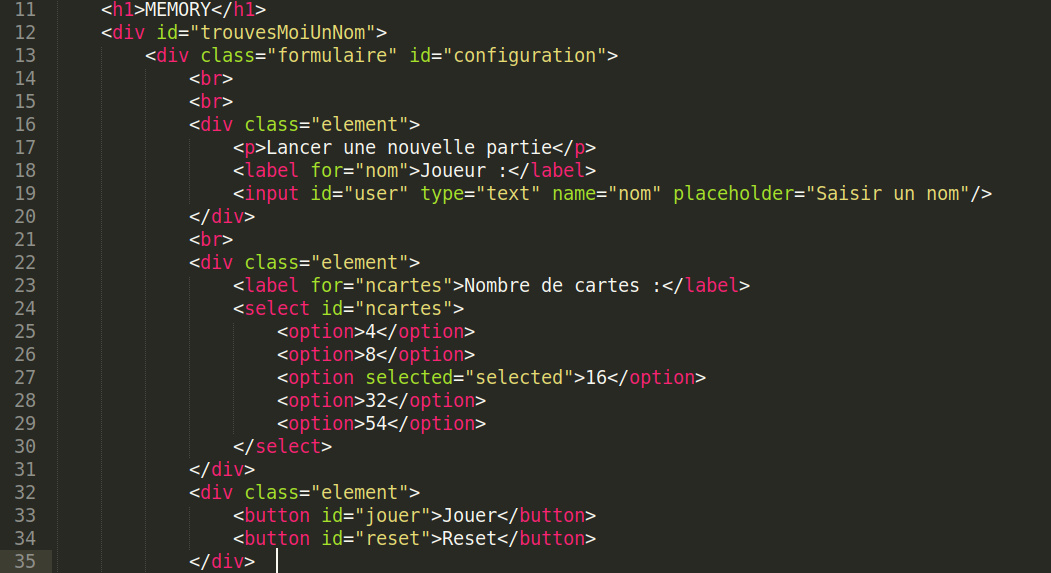 11 <h1>MEMORY</h1>
12 <div id="trouvesMoiUnNom">
13 <div class="formulaire" id="configuration">
14 <br>
15 <br>
16 <div class="element">
17 <p>Lancer une nouvelle partie</p>
18 <label for="nom">Joueur :</label>
19 <input id="user" type="text" name="nom" placeholder="Saisir un nom"/>
20 </div>
21 <br>
22 <div class="element">
23 <label for="ncartes">Nombre de cartes :</label>
24 <select id="ncartes">
25 <option>4</option>
26 <option>8</option>
27 <option selected="selected">16</option>
28 <option>32</option>
29 <option>54</option>
30 </select>
31 </div>
32 <div class="element">
33 <button id="jouer">Jouer</button>
34 <button id="reset">Reset</button>
35 </div>